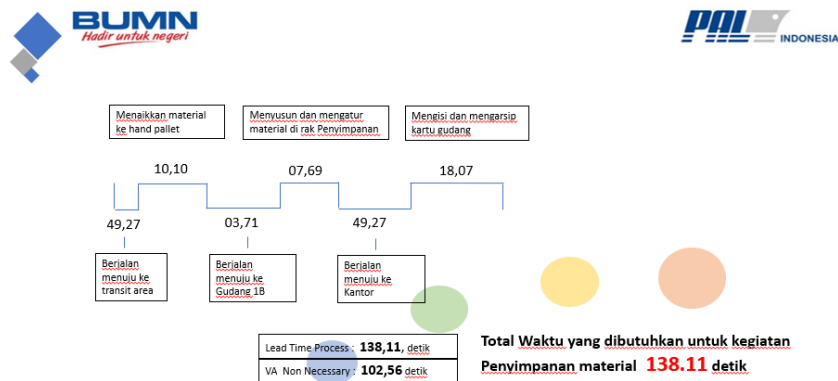 BUMN
Hadir untuk negeri
PAL INDONESIA
Menaikkan material
ke hand pallet
Menyusun dan mengatur
material di rak Penyimpanan
Mengisi dan mengarsip
kartu gudang
10,10
07,69
18,07
49,27
03,71
49,27
Berjalan
menuju ke
transit area
Berjalan
menuju ke
Gudang 1B
Berjalan
menuju ke
Kantor
Lead Time Process : 138,11, detik
VA Non Necessary : 102,56 detik
Total Waktu yang dibutuhkan untuk kegiatan
Penyimpanan material 138.11 detik